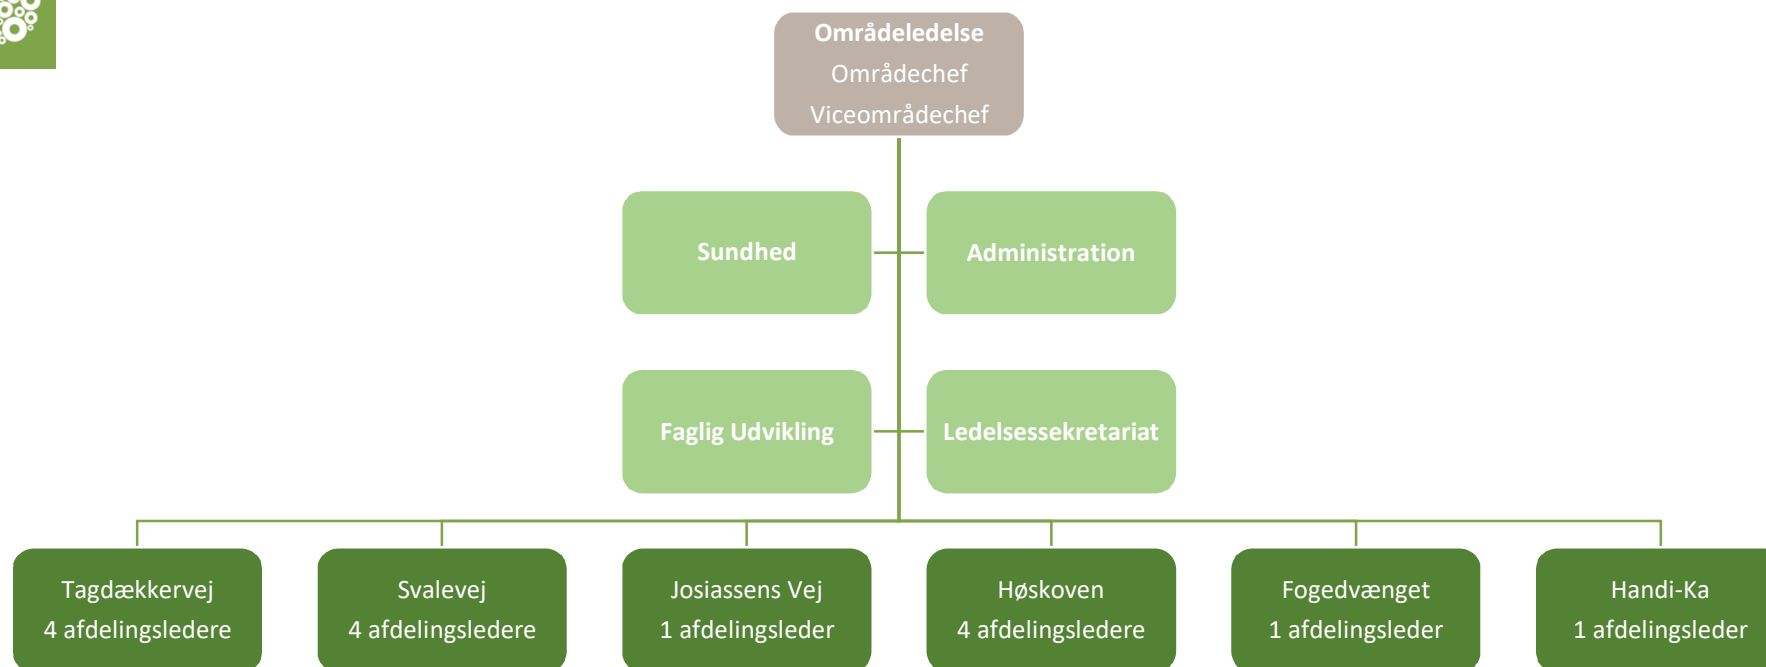 Områdeledelse
Områdechef
Viceområdechef
Sundhed
Administration
Faglig Udvikling
Ledelsessekretariat
Tagdækkervej
4 afdelingsledere
Svalevej
4 afdelingsledere
Josiassens Vej
1 afdelingsleder
Høskoven
4 afdelingsledere
Fogedvænget
1 afdelingsleder
Handi-Ka
1 afdelingsleder